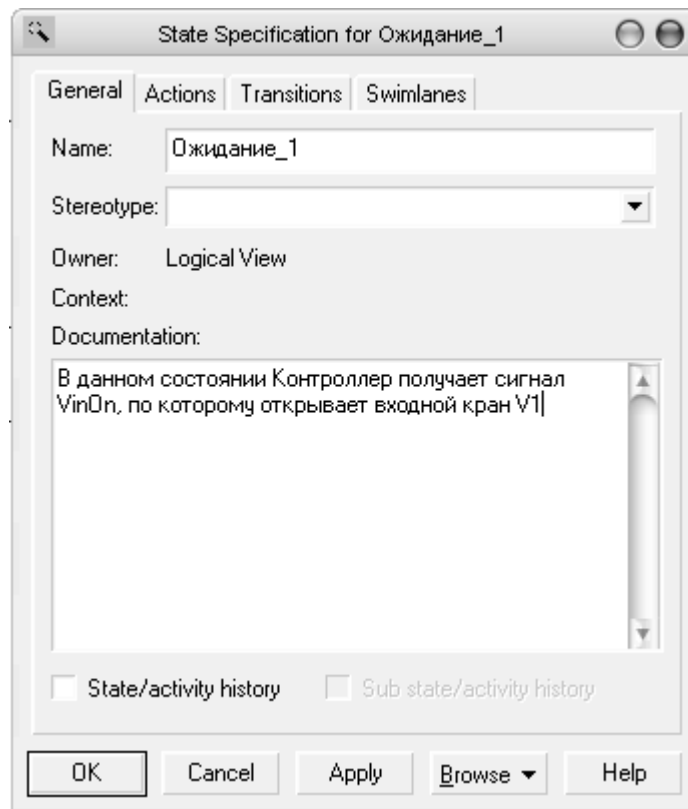 State Specification for Ожидание_1
General Actions Transitions Swimlanes
Name: Ожидание_1
Stereotype:
Owner: Logical View
Context:
Documentation:
В данном состоянии Контроллер получает сигнал
VinOn, по которому открывает входной кран V1
State/activity history Sub state/activity history
OK Cancel Apply Browse Help